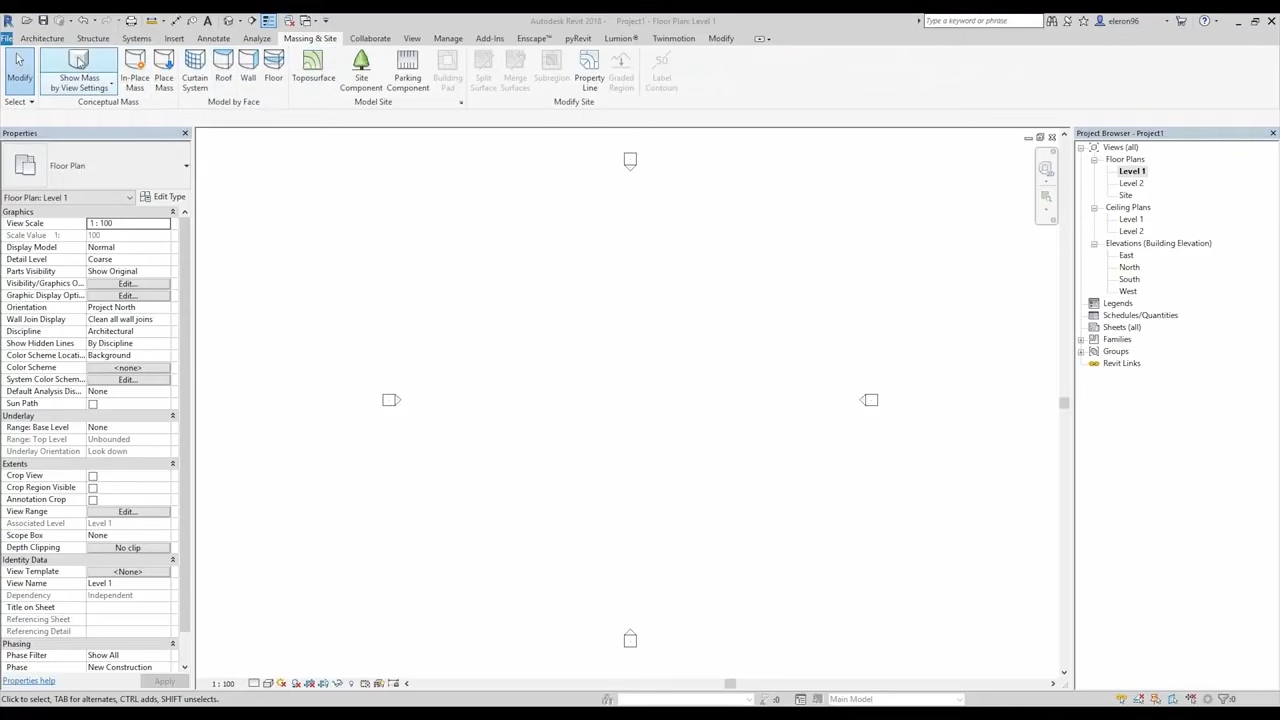 Autodesk Revit 2018 - Project1 - Floor Plan: Level 1
Type a keyword or phrase
eleron96
File
Architecture
Structure
Systems
Insert
Annotate
Analyze
Massing & Site
Collaborate
View
Manage
Add-Ins
Enscape™
pyRevit
Lumion®
Twinmotion
Modify
Modify
Show Mass
by View Settings
In-Place
Mass
Place
Mass
Curtain
System
Roof
Wall
Floor
Toposurface
Site
Component
Parking
Component
Building
Pad
Split
Surface
Merge
Surfaces
Subregion
Property
Line
Graded
Region
50
Label
Contours
Select
Conceptual Mass
Model by Face
Model Site
Modify Site
Properties
Floor Plan
Floor Plan: Level 1
Edit Type
Graphics
View Scale 1 : 100
Scale Value 1: 100
Display Model Normal
Detail Level Coarse
Parts Visibility Show Original
Visibility/Graphics O... Edit...
Graphic Display Opti... Edit...
Orientation Project North
Wall Join Display Clean all wall joins
Discipline Architectural
Show Hidden Lines By Discipline
Color Scheme Locati... Background
Color Scheme <none>
System Color Schem... Edit...
Default Analysis Dis... None
Sun Path
Underlay
Range: Base Level None
Range: Top Level Unbounded
Underlay Orientation Look down
Extents
Crop View
Crop Region Visible
Annotation Crop
View Range Edit...
Associated Level Level 1
Scope Box None
Depth Clipping No clip
Identity Data
View Template <None>
View Name Level 1
Dependency Independent
Title on Sheet
Referencing Sheet
Referencing Detail
Phasing
Phase Filter Show All
Phase New Construction
Properties help
Apply
Project Browser - Project1
Views (all)
Floor Plans
Level 1
Level 2
Site
Ceiling Plans
Level 1
Level 2
Elevations (Building Elevation)
East
North
South
West
Legends
Schedules/Quantities
Sheets (all)
Families
Groups
Revit Links
1 : 100
Click to select, TAB for alternates, CTRL adds, SHIFT unselects.
:0
Main Model
:0